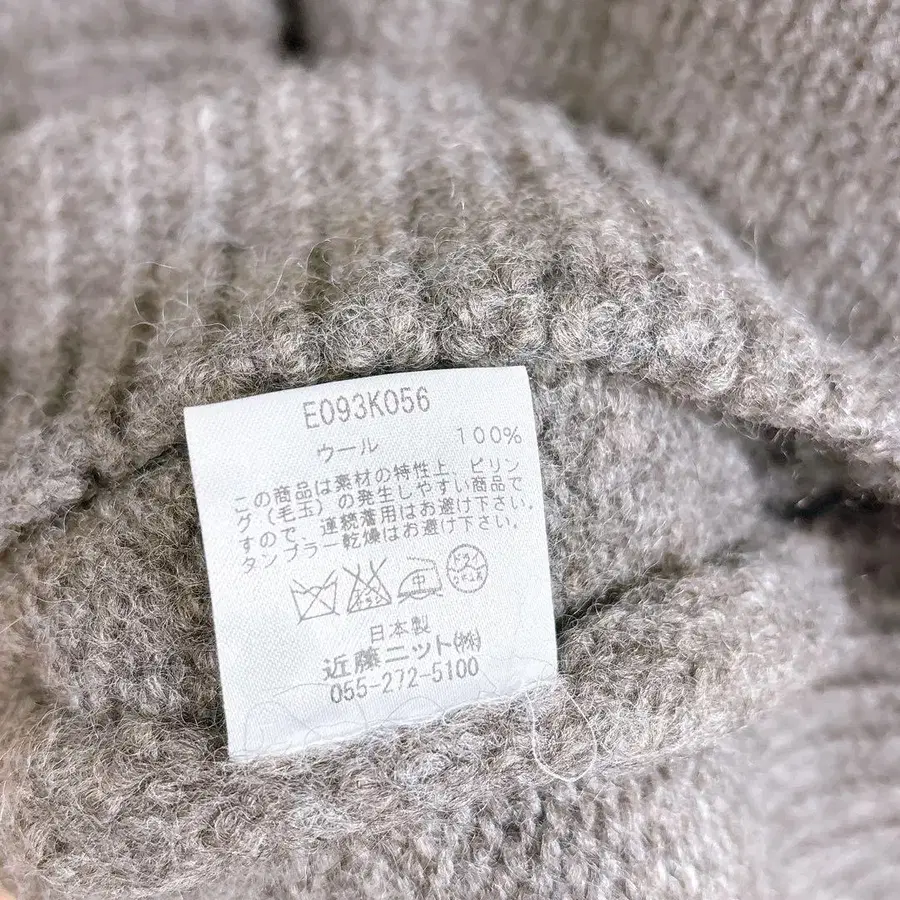 E093K056
ウール 100%
この商品は素材の特性上、ピリン
グ(毛玉)の発生しやすい商品で
すので、連続着用はお避け下さい。
タンブラー乾燥はお避け下さい。
中
日本製
近藤ニット(株)
055-272-5100